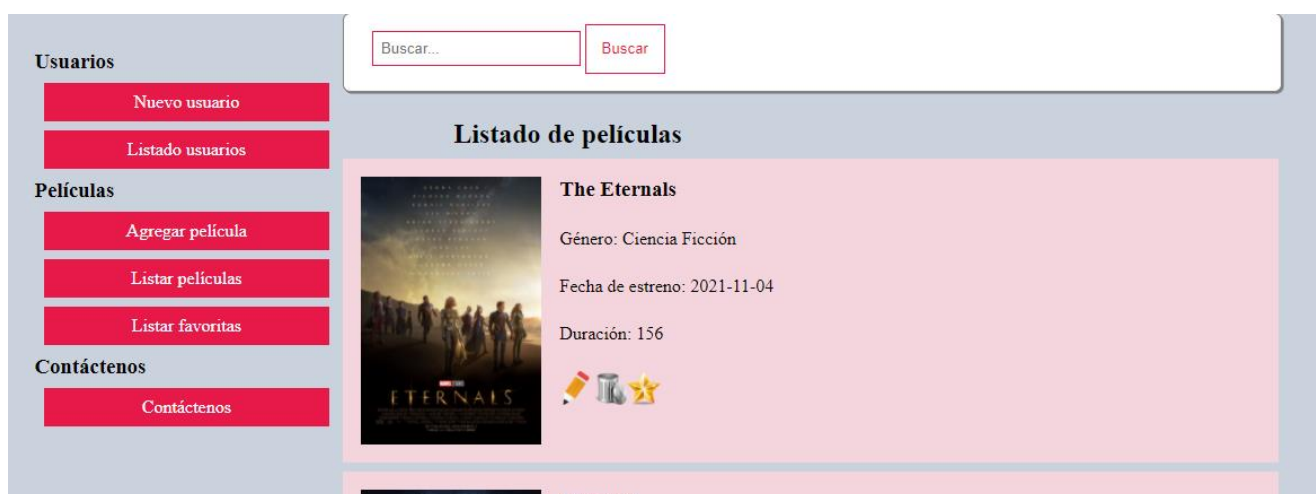 Buscar...
Buscar
Usuarios
Nuevo usuario
Listado usuarios
Películas
Agregar película
Listar películas
Listar favoritas
Contáctenos
Contáctenos
Listado de películas
The Eternals
Género: Ciencia Ficción
Fecha de estreno: 2021-11-04
Duración: 156
ETERNALS